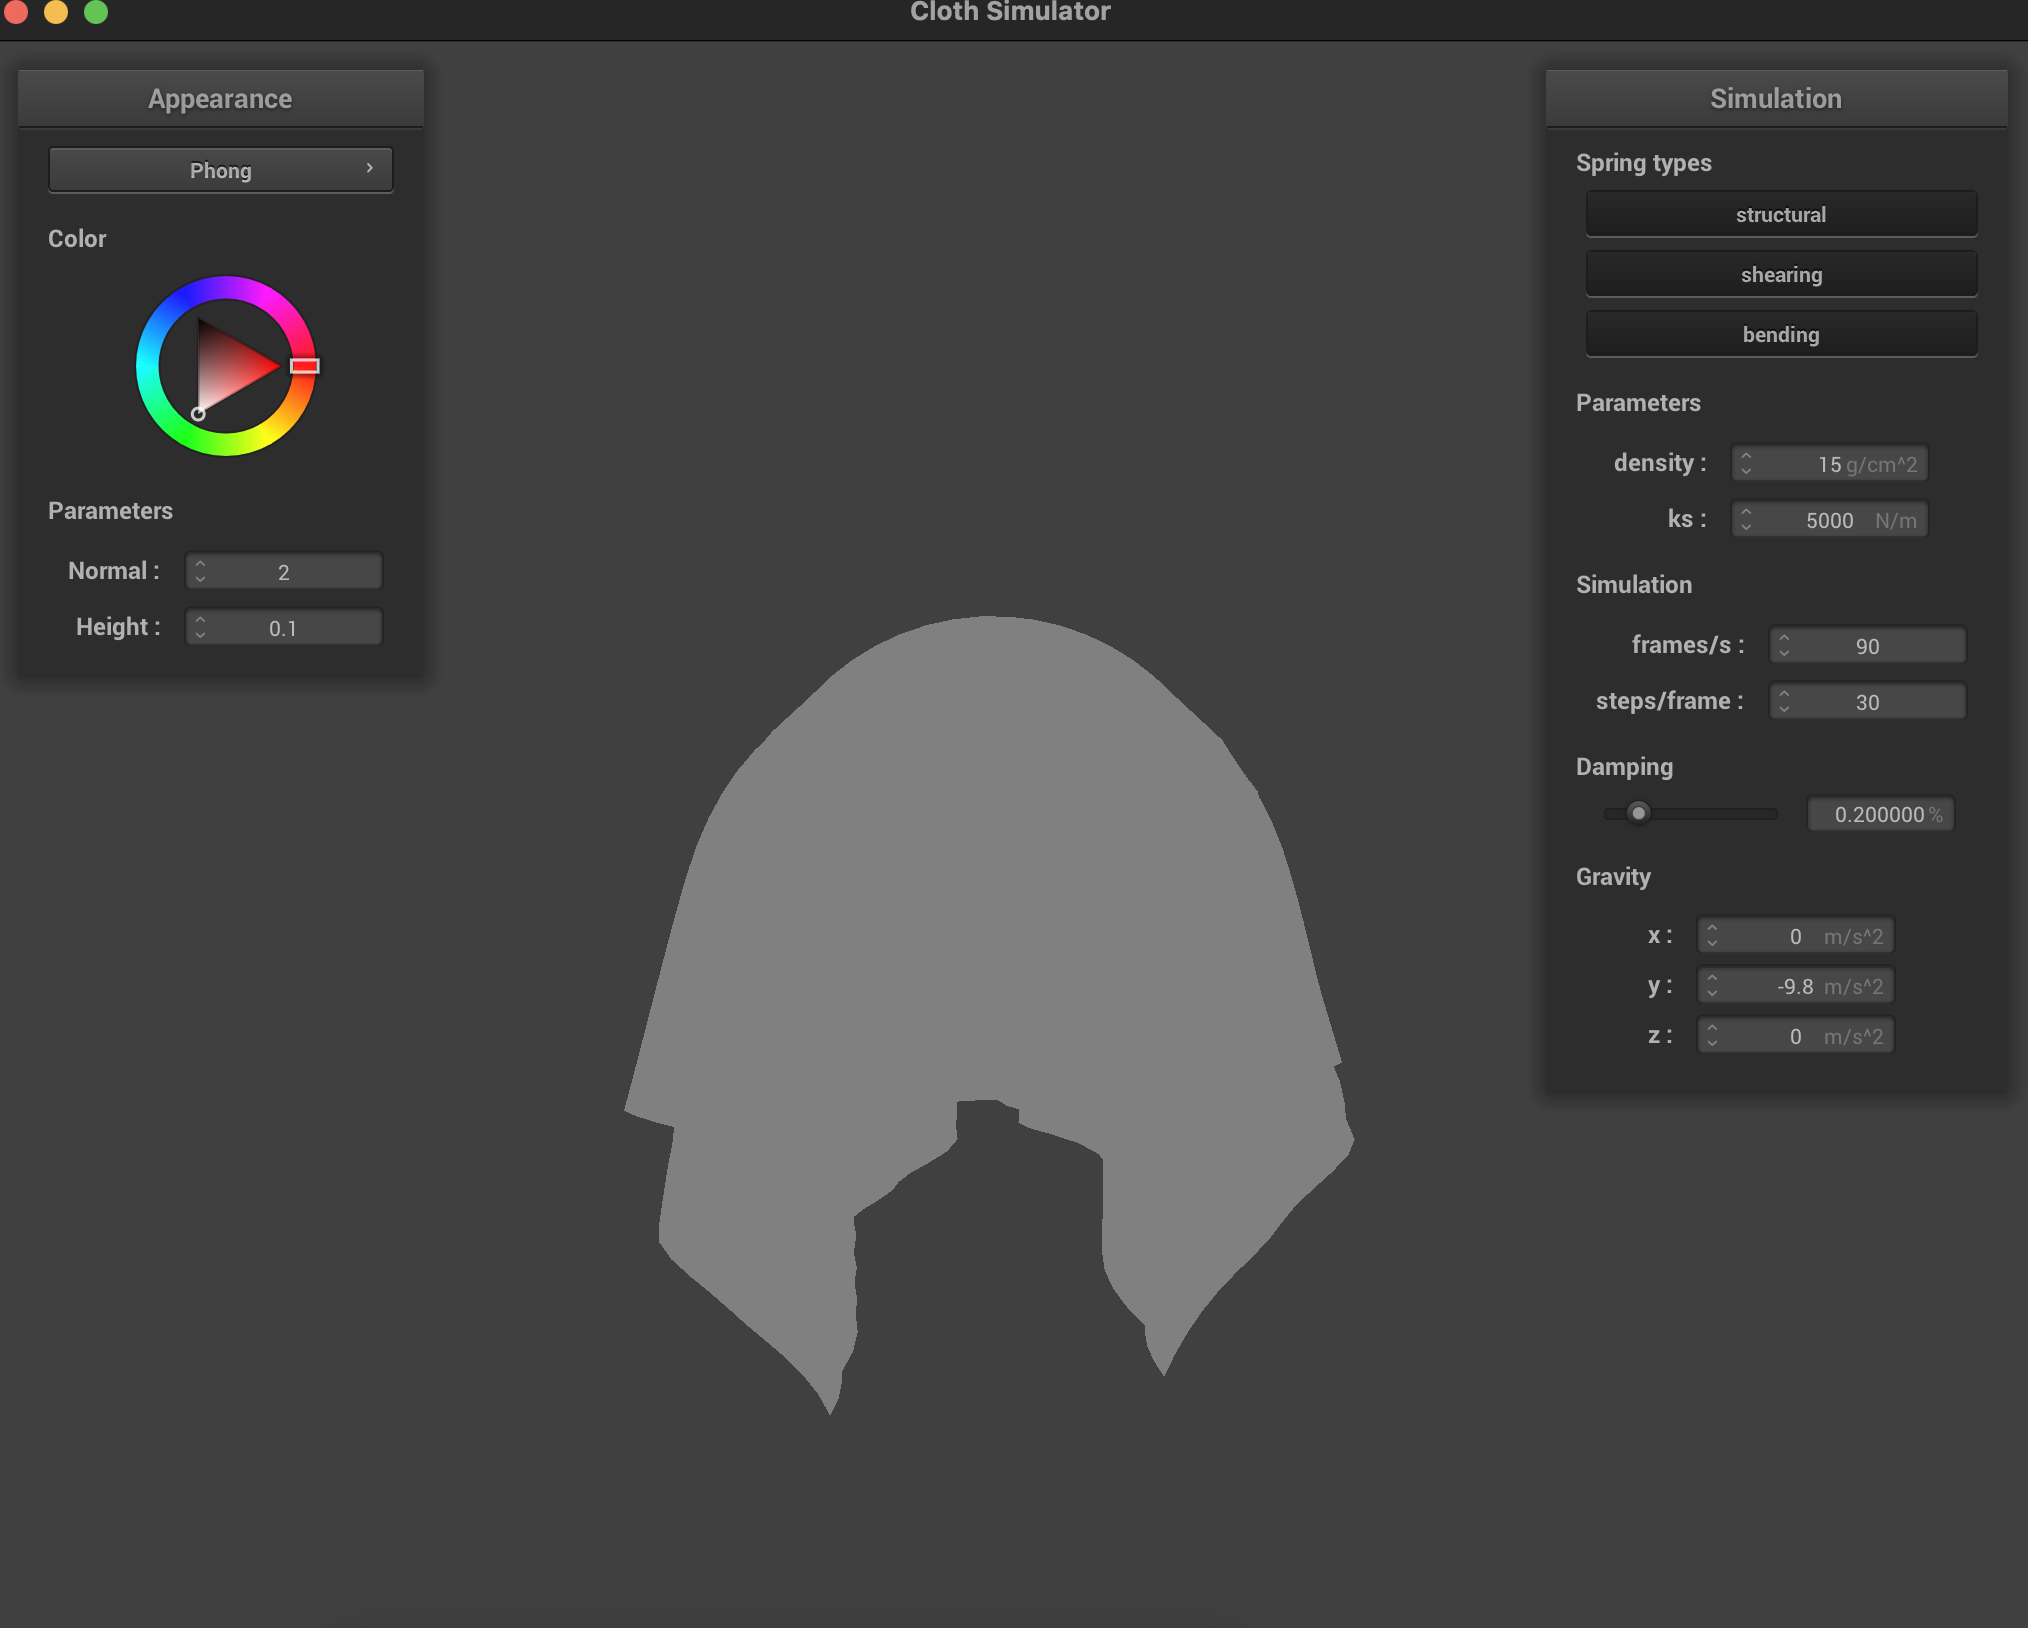 Cloth Simulator
Appearance
Phong
Color
Parameters
Normal : 2
Height : 0.1
Simulation
Spring types
structural
shearing
bending
Parameters
density : 15 g/cm^2
ks : 5000 N/m
Simulation
frames/s : 90
steps/frame : 30
Damping
0.200000 %
Gravity
x : 0 m/s^2
y : -9.8 m/s^2
z : 0 m/s^2